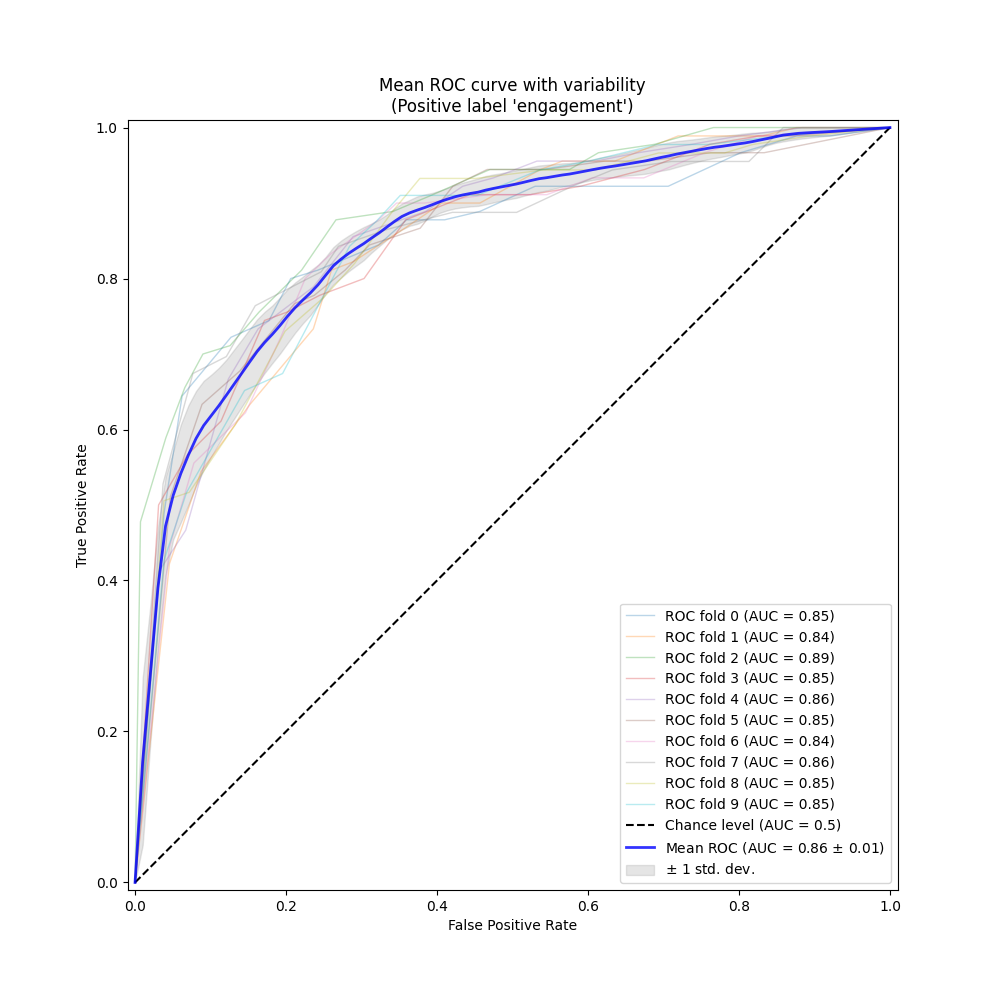 Mean ROC curve with variability
(Positive label 'engagement')
1.0
0.8
0.6
0.4
0.2
0.0
True Positive Rate
0.0 0.2 0.4 0.6 0.8 1.0
False Positive Rate
ROC fold 0 (AUC = 0.85)
ROC fold 1 (AUC = 0.84)
ROC fold 2 (AUC = 0.89)
ROC fold 3 (AUC = 0.85)
ROC fold 4 (AUC = 0.86)
ROC fold 5 (AUC = 0.85)
ROC fold 6 (AUC = 0.84)
ROC fold 7 (AUC = 0.86)
ROC fold 8 (AUC = 0.85)
ROC fold 9 (AUC = 0.85)
Chance level (AUC = 0.5)
Mean ROC (AUC = 0.86 ± 0.01)
± 1 std. dev.